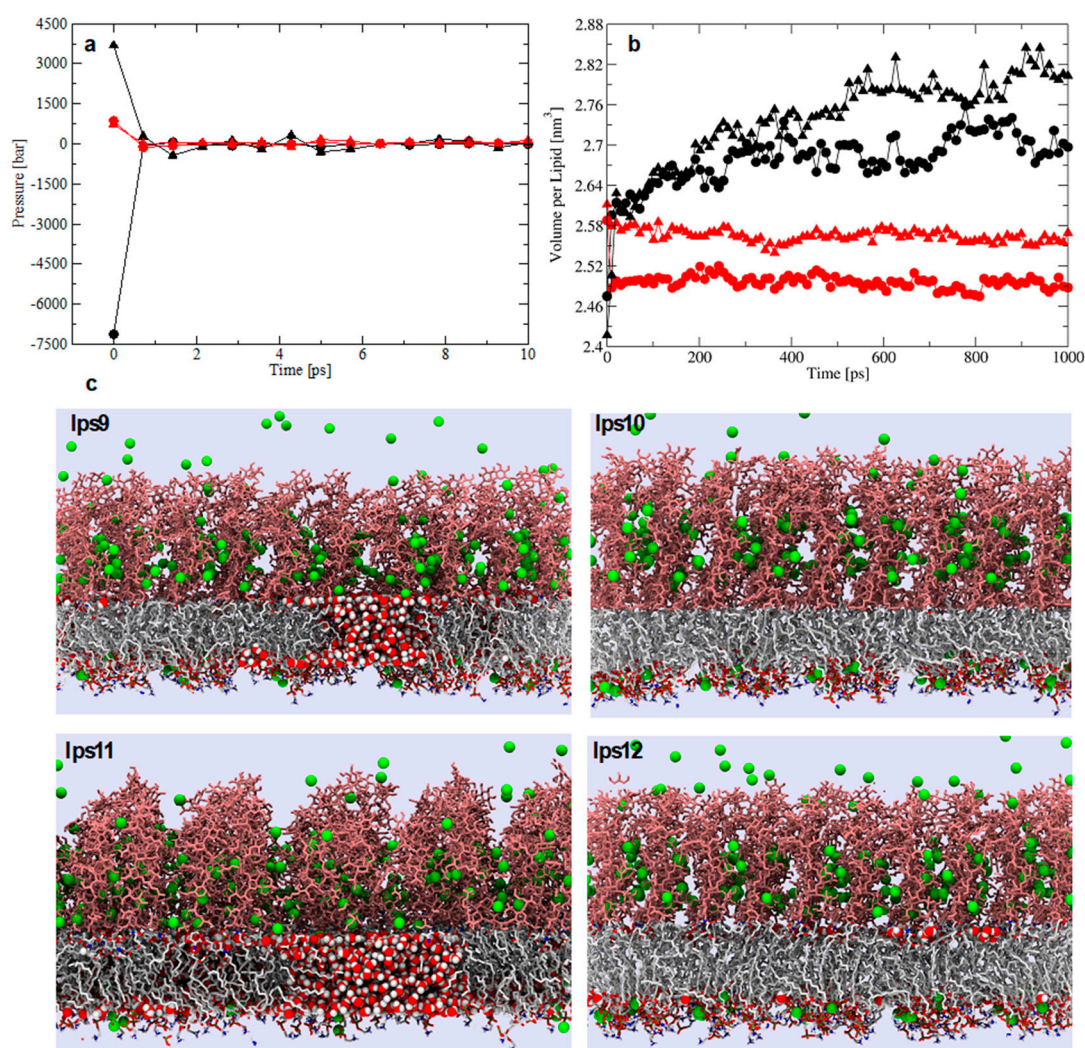 a
Pressure [bar]
4500
3000
1500
0
-1500
-3000
-4500
-6000
-7500
0 2 4 6 8 10
Time [ps]
b
Volume per Lipid [nm³]
2.88
2.82
2.76
2.7
2.64
2.58
2.52
2.46
2.4
0 200 400 600 800 1000
Time [ps]
c
lps9
lps10
lps11
lps12